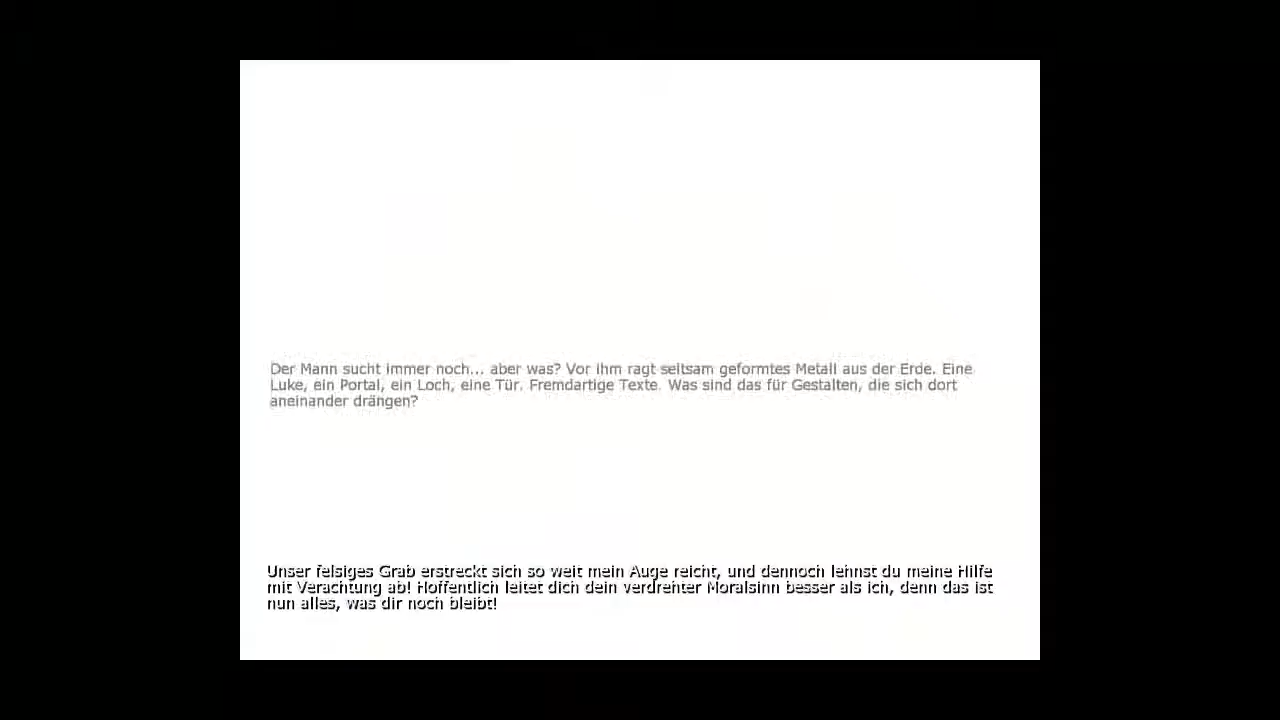 Der Mann sucht immer noch... aber was? Vor ihm ragt seltsam geformtes Metall aus der Erde. Eine
Luke, ein Portal, ein Loch, eine Tür. Fremdartige Texte. Was sind das für Gestalten, die sich dort
aneinander drängen?
Unser felsiges Grab erstreckt sich so weit mein Auge reicht, und dennoch lehnst du meine Hilfe
mit Verachtung ab! Hoffentlich leitet dich dein verdrehter Moralsinn besser als ich, denn das ist
nun alles, was dir noch bleibt!